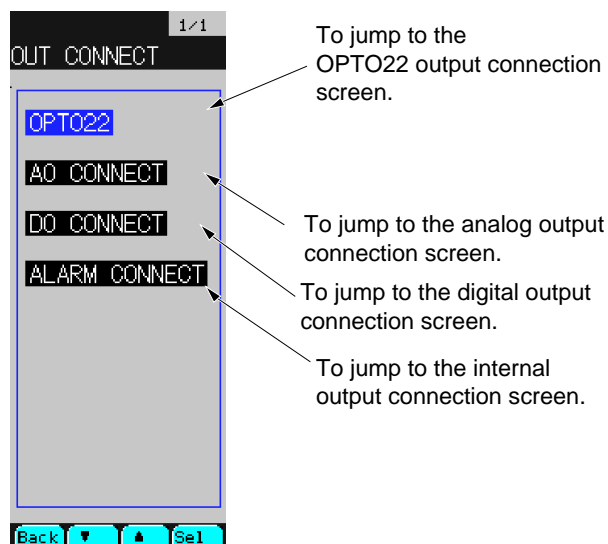 1/1
OUT CONNECT
OPTO22
AO CONNECT
DO CONNECT
ALARM CONNECT
Back ▼ ▲ Sel
To jump to the
OPTO22 output connection
screen.
To jump to the analog output
connection screen.
To jump to the digital output
connection screen.
To jump to the internal
output connection screen.